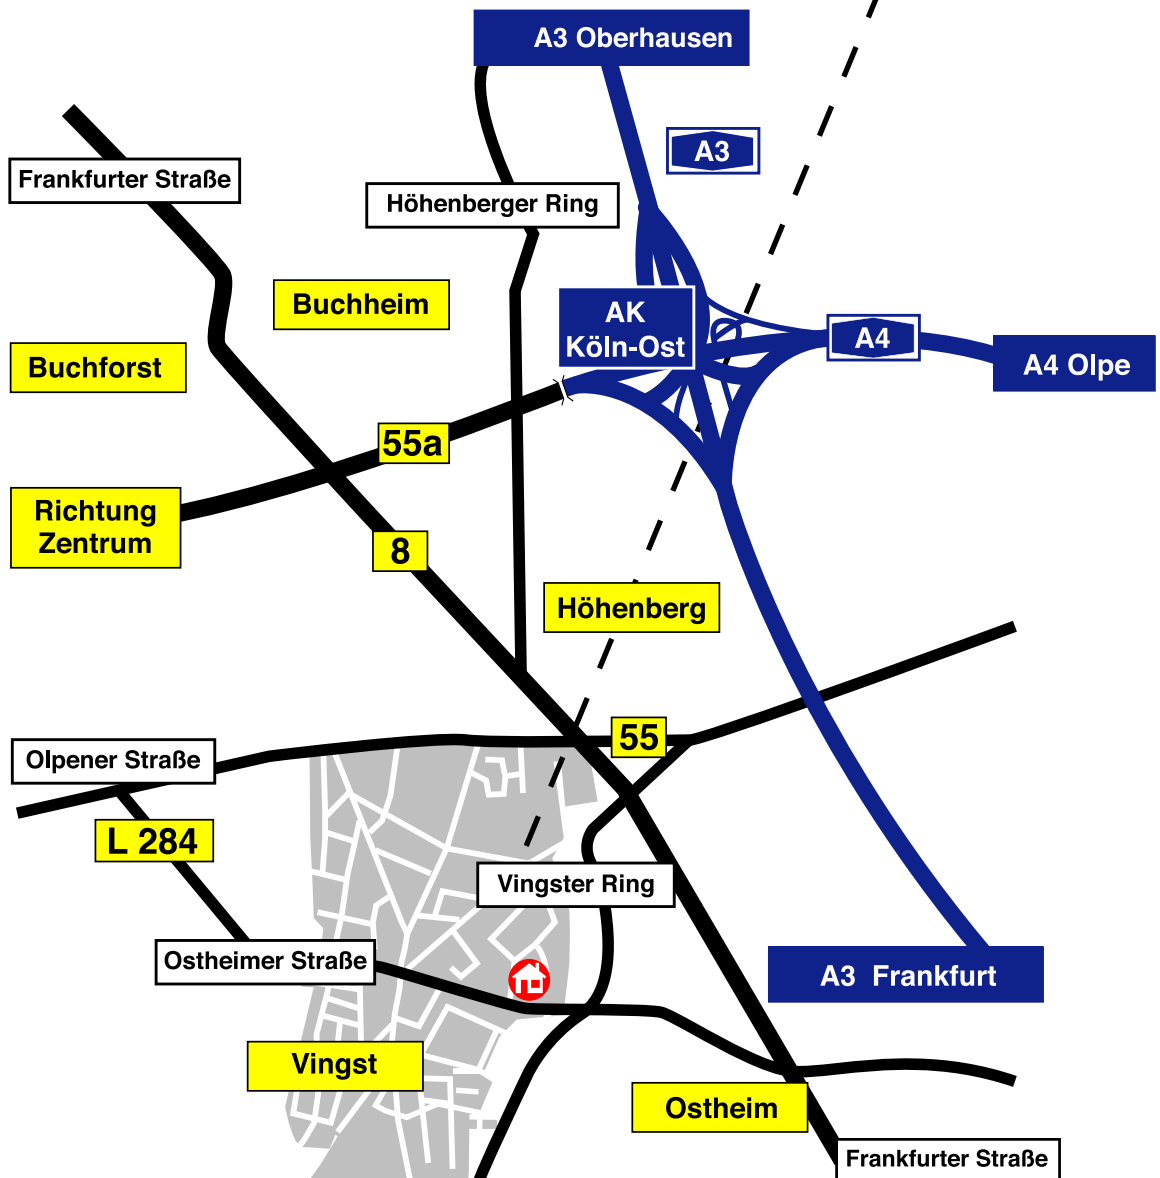 A3 Oberhausen
A3
Frankfurter Straße
Höhenberger Ring
Buchheim
AK
Köln-Ost
A4
A4 Olpe
Buchforst
55a
Richtung
Zentrum
8
Höhenberg
55
Olpener Straße
L 284
Vingster Ring
Ostheimer Straße
A3 Frankfurt
Vingst
Ostheim
Frankfurter Straße